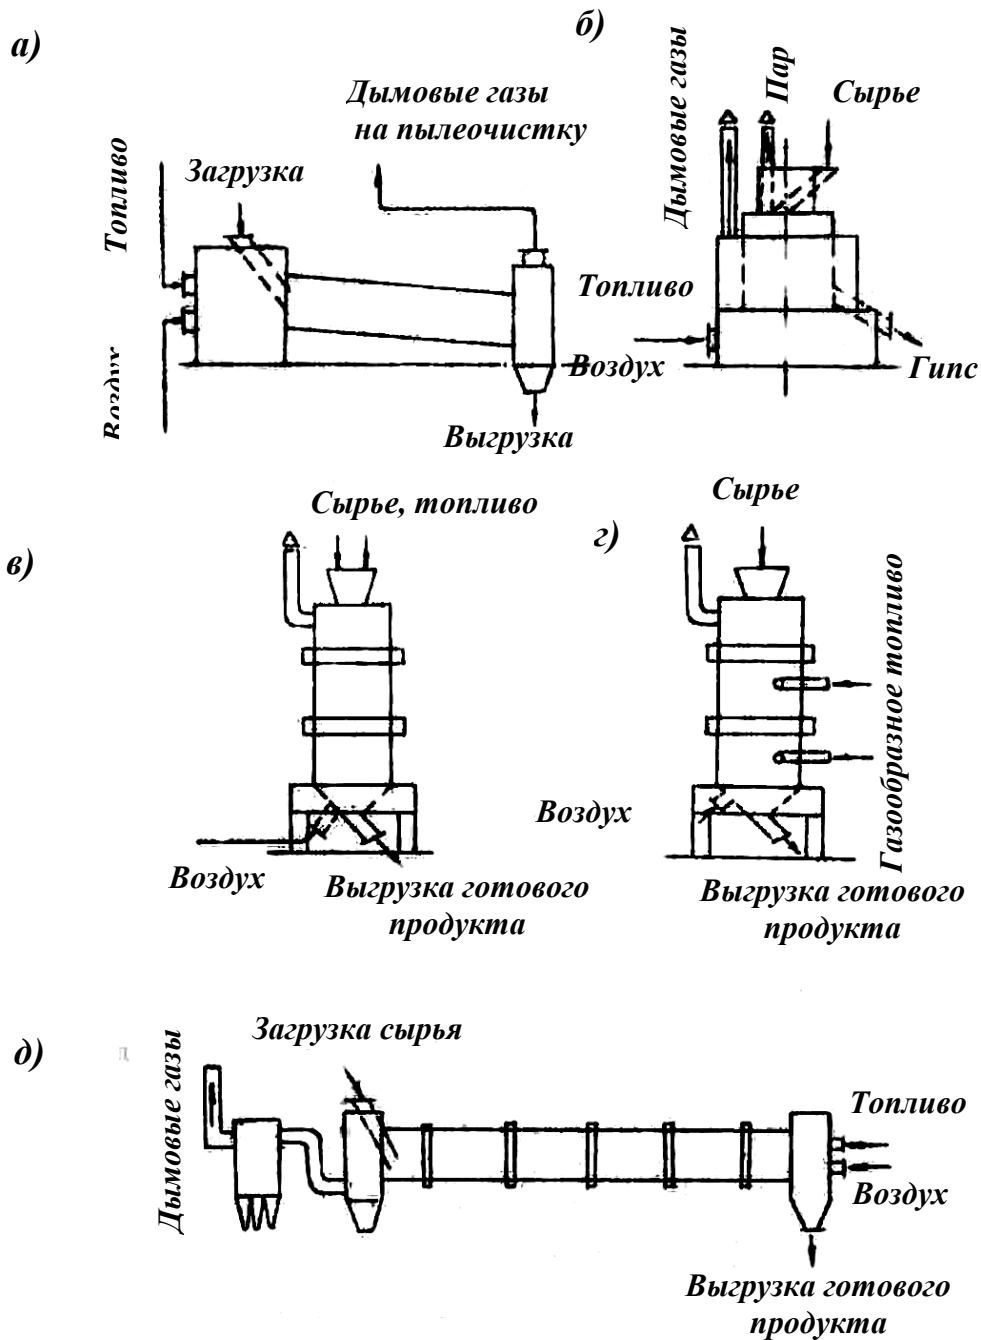 а)
Топливо
Загрузка
Дымовые газы
на пылеочистку
Воздух
Выгрузка
б)
Дымовые газы
Пар
Сырье
Топливо
Воздух
Гипс
в)
Сырье, топливо
Воздух
Выгрузка готового
продукта
г)
Сырье
Газообразное топливо
Воздух
Выгрузка готового
продукта
д)
Дымовые газы
Загрузка сырья
Топливо
Воздух
Выгрузка готового
продукта